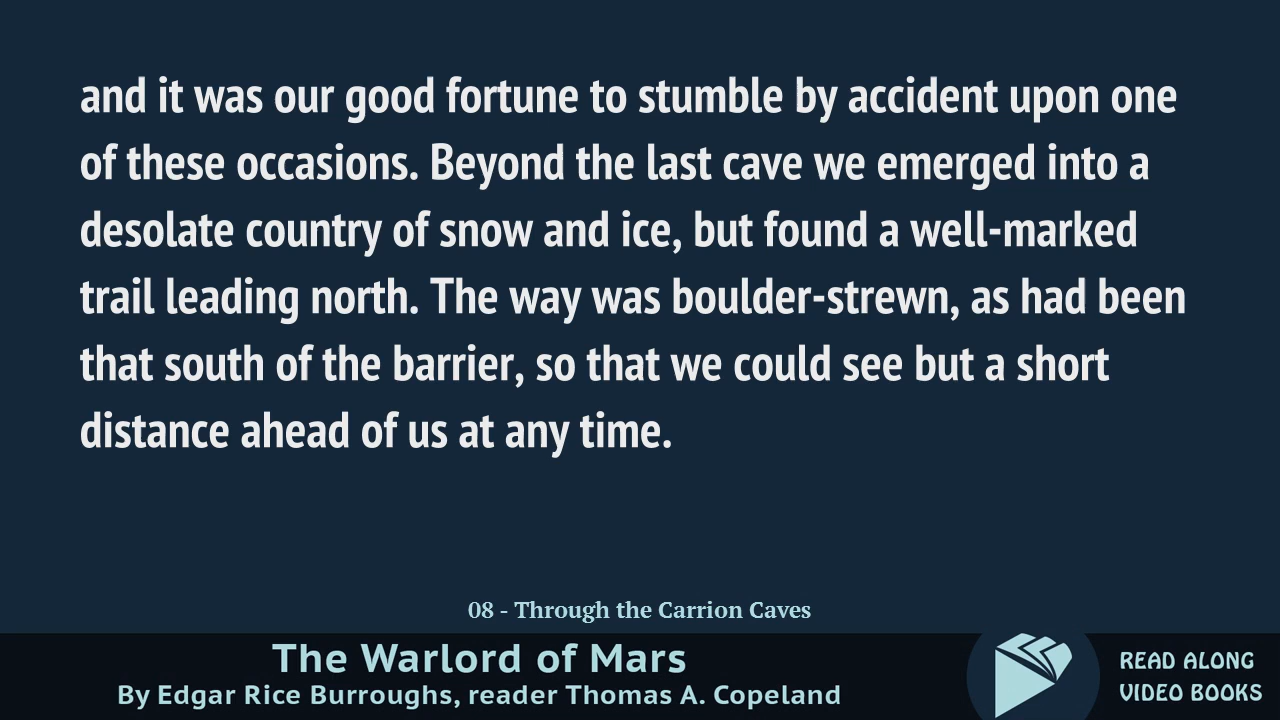 and it was our good fortune to stumble by accident upon one
of these occasions. Beyond the last cave we emerged into a
desolate country of snow and ice, but found a well-marked
trail leading north. The way was boulder-strewn, as had been
that south of the barrier, so that we could see but a short
distance ahead of us at any time.
08 - Through the Carrion Caves
The Warlord of Mars
By Edgar Rice Burroughs, reader Thomas A. Copeland
READ ALONG
VIDEO BOOKS